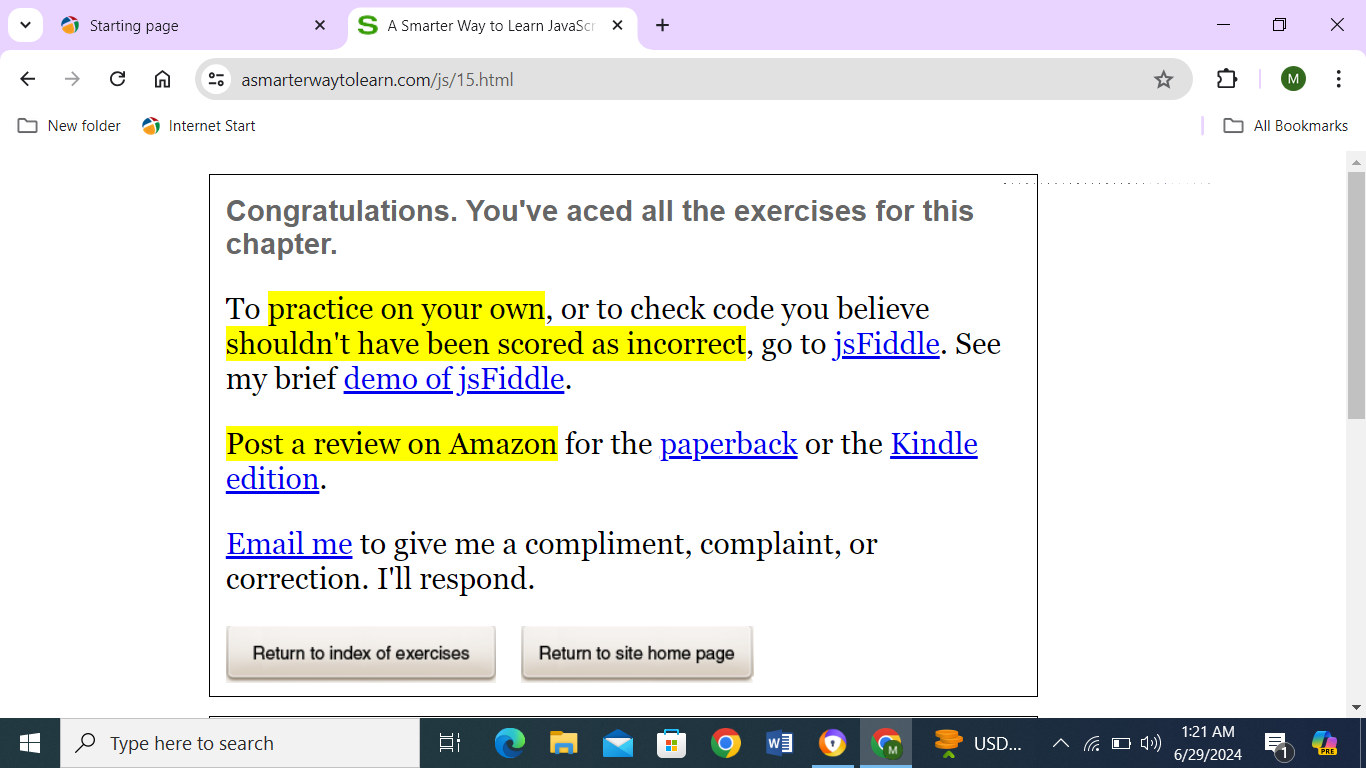 Starting page
A Smarter Way to Learn JavaScr
asmarterwaytolearn.com/js/15.html
M
New folder
Internet Start
All Bookmarks
Congratulations. You've aced all the exercises for this
chapter.
To practice on your own, or to check code you believe
shouldn't have been scored as incorrect, go to jsFiddle. See
my brief demo of jsFiddle.
Post a review on Amazon for the paperback or the Kindle
edition.
Email me to give me a compliment, complaint, or
correction. I'll respond.
Return to index of exercises
Return to site home page
Type here to search
USD...
1:21 AM
6/29/2024
1
PRE